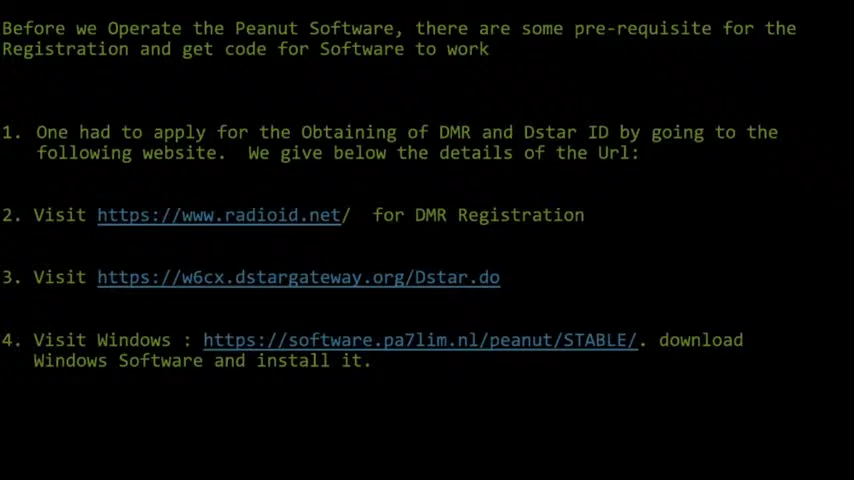 Before we Operate the Peanut Software, there are some pre-requisite for the
Registration and get code for Software to work
1. One had to apply for the Obtaining of DMR and Dstar ID by going to the
following website. We give below the details of the Url:
2. Visit https://www.radioid.net/ for DMR Registration
3. Visit https://w6cx.dstargateway.org/Dstar.do
4. Visit Windows : https://software.pa7lim.nl/peanut/STABLE/. download
Windows Software and install it.